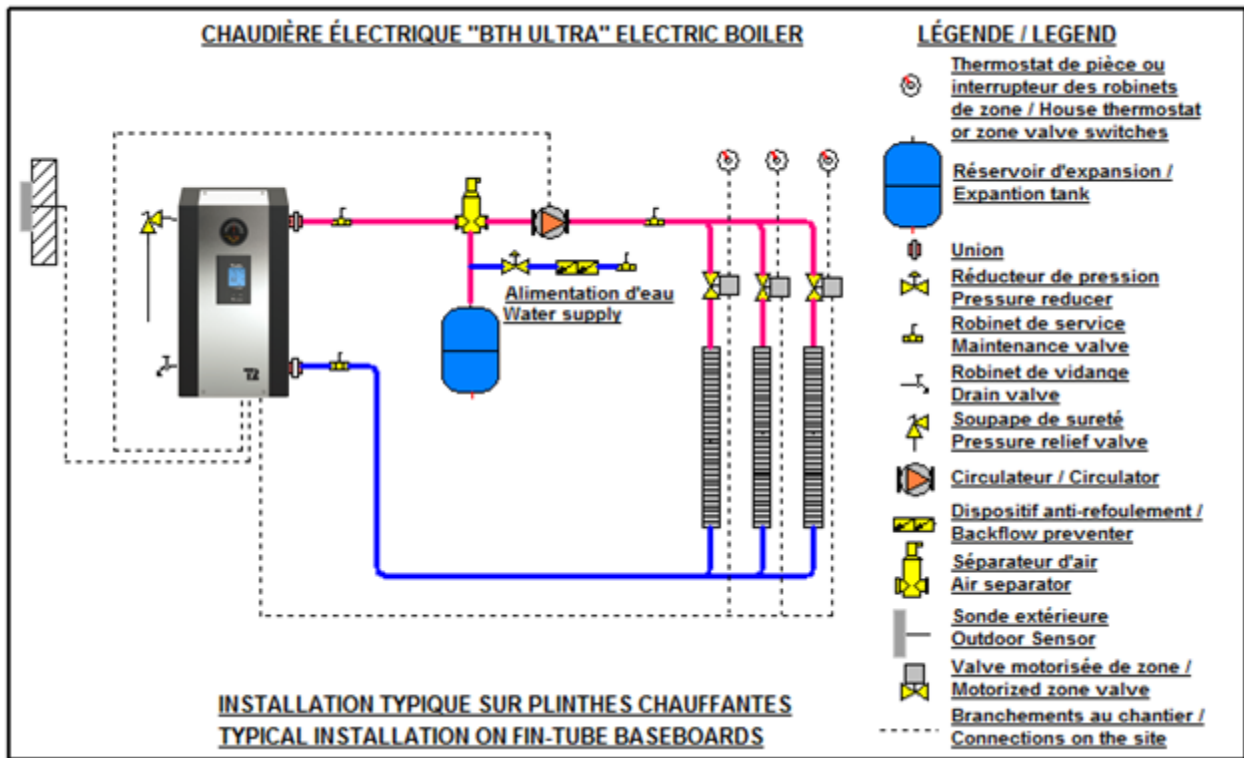 CHAUDIÈRE ÉLECTRIQUE "BTH ULTRA" ELECTRIC BOILER
LÉGENDE / LEGEND
Thermostat de pièce ou
interrupteur des robinets
de zone / House thermostat
or zone valve switches
Réservoir d'expansion /
Expantion tank
Union
Réducteur de pression
Pressure reducer
Robinet de service
Maintenance valve
Robinet de vidange
Drain valve
Soupape de sureté
Pressure relief valve
Circulateur / Circulator
Dispositif anti-refoulement /
Backflow preventer
Séparateur d'air
Air separator
Sonde extérieure
Outdoor Sensor
Valve motorisée de zone /
Motorized zone valve
Branchements au chantier /
Connections on the site
Alimentation d'eau
Water supply
T2
INSTALLATION TYPIQUE SUR PLINTHES CHAUFFANTES
TYPICAL INSTALLATION ON FIN-TUBE BASEBOARDS